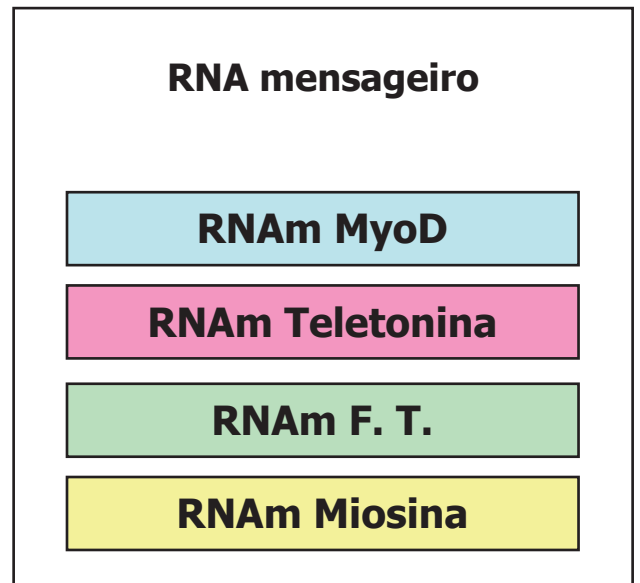 RNA mensageiro
RNAm MyoD
RNAm Teletonina
RNAm F. T.
RNAm Miosina